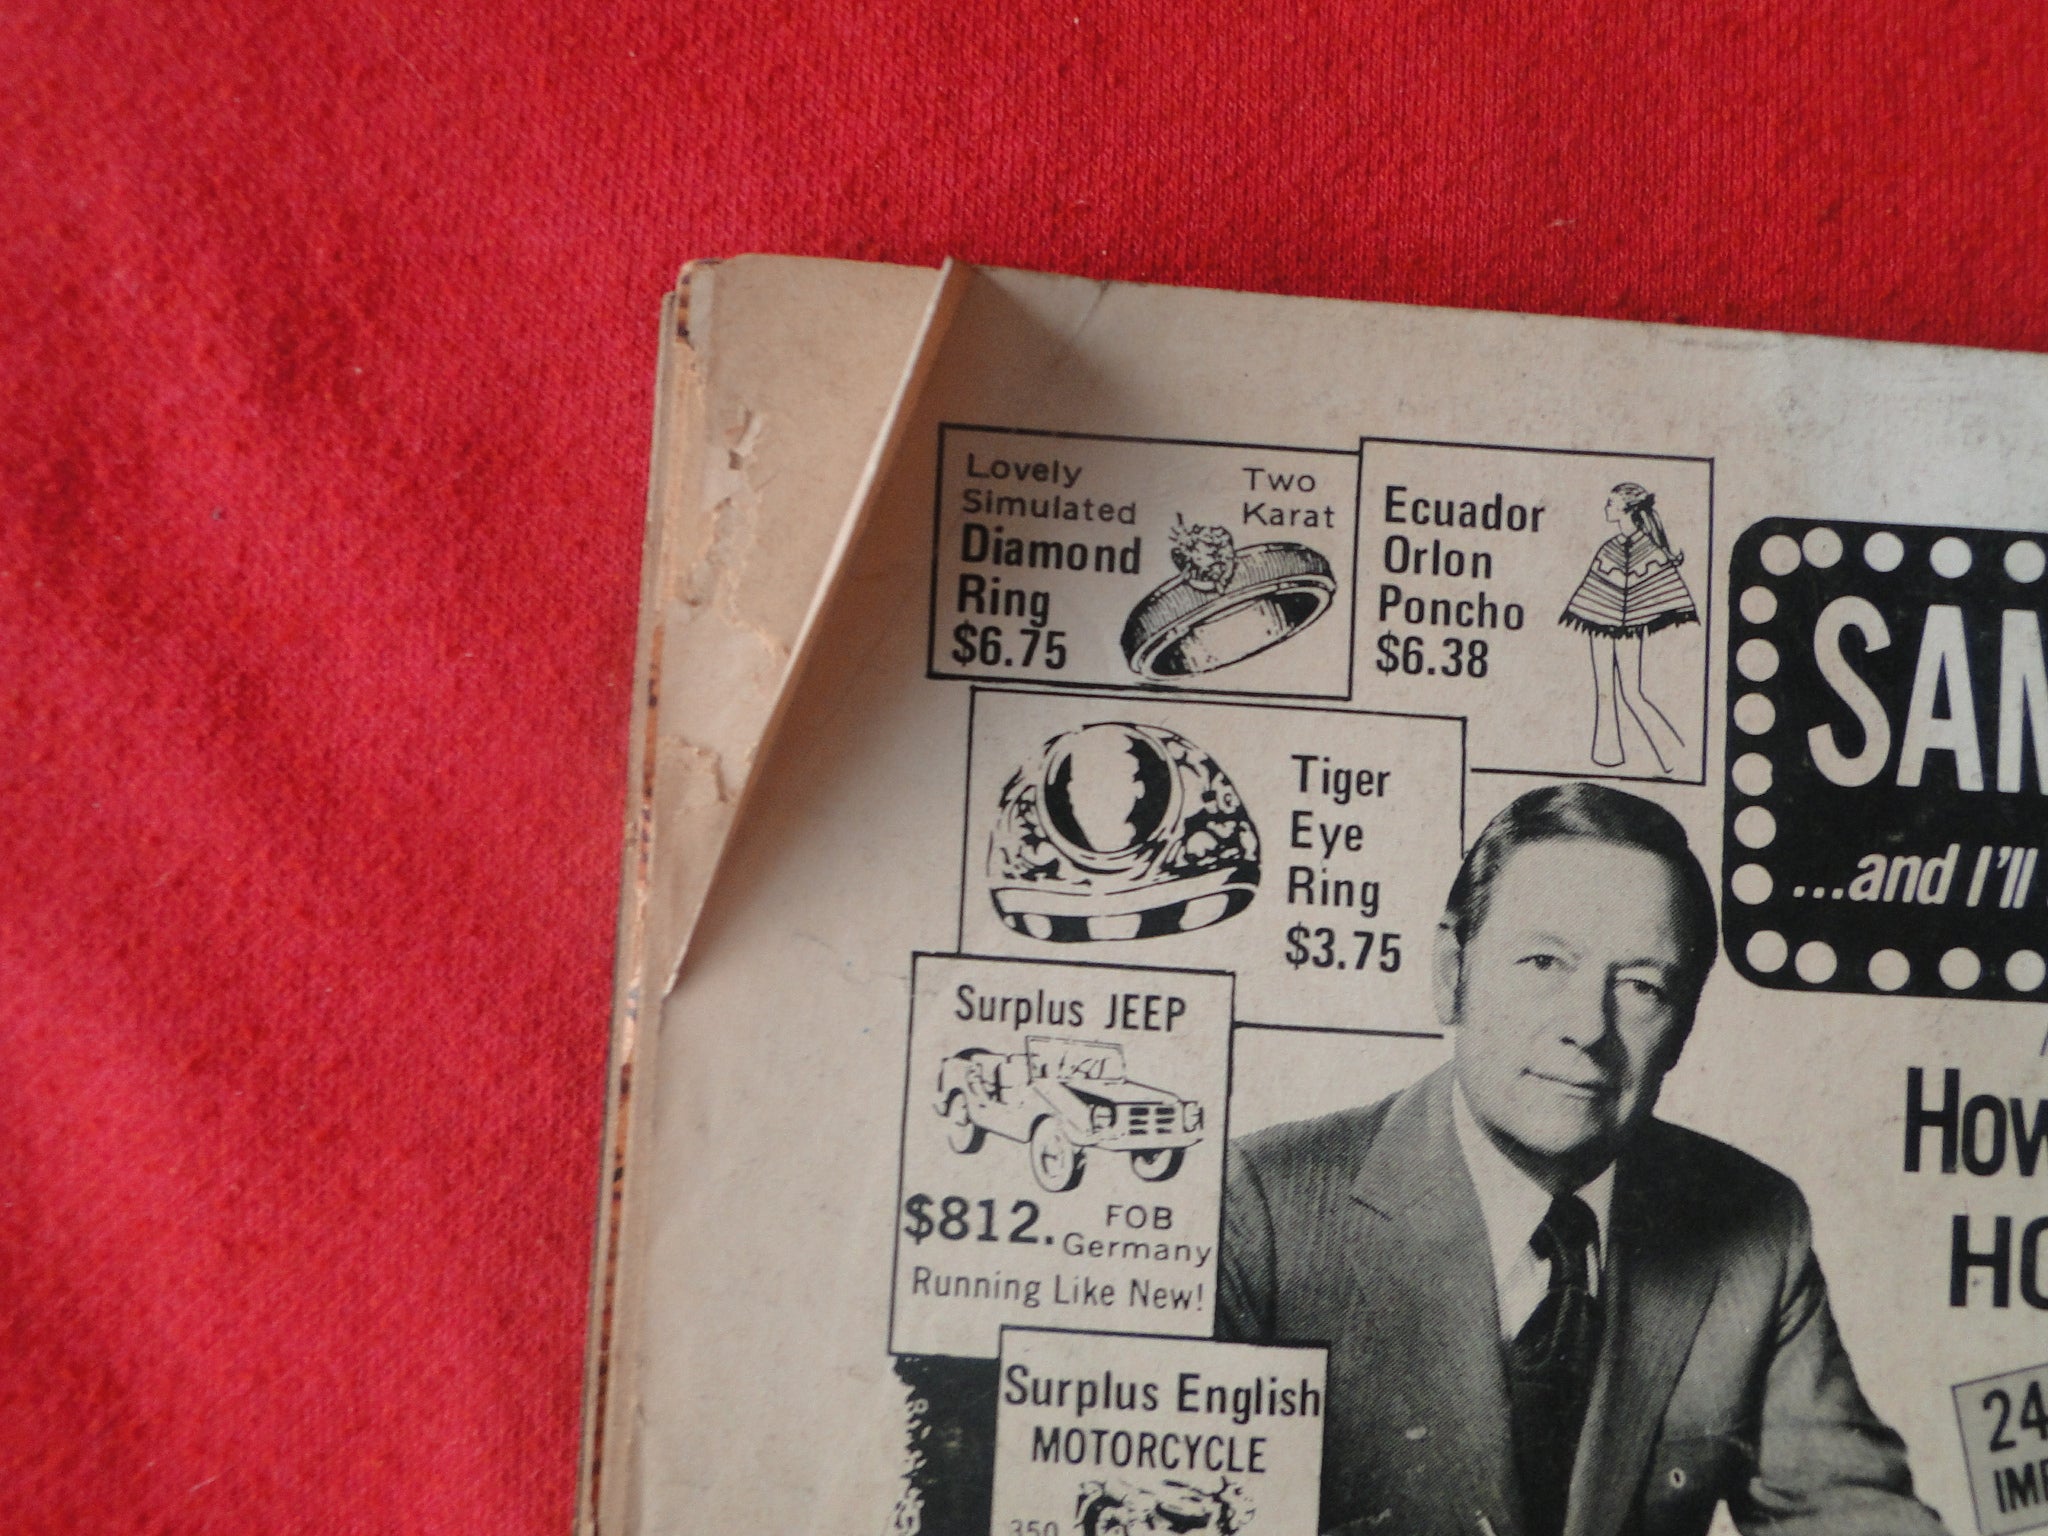 Lovely
Simulated
Diamond
Ring
$6.75
Two
Karat
Ecuador
Orlon
Poncho
$6.38
Tiger
Eye
Ring
$3.75
Surplus JEEP
$812. FOB
Germany
Running Like New!
Surplus English
MOTORCYCLE
350
SAM
...and I'll
How
HO
24
IM